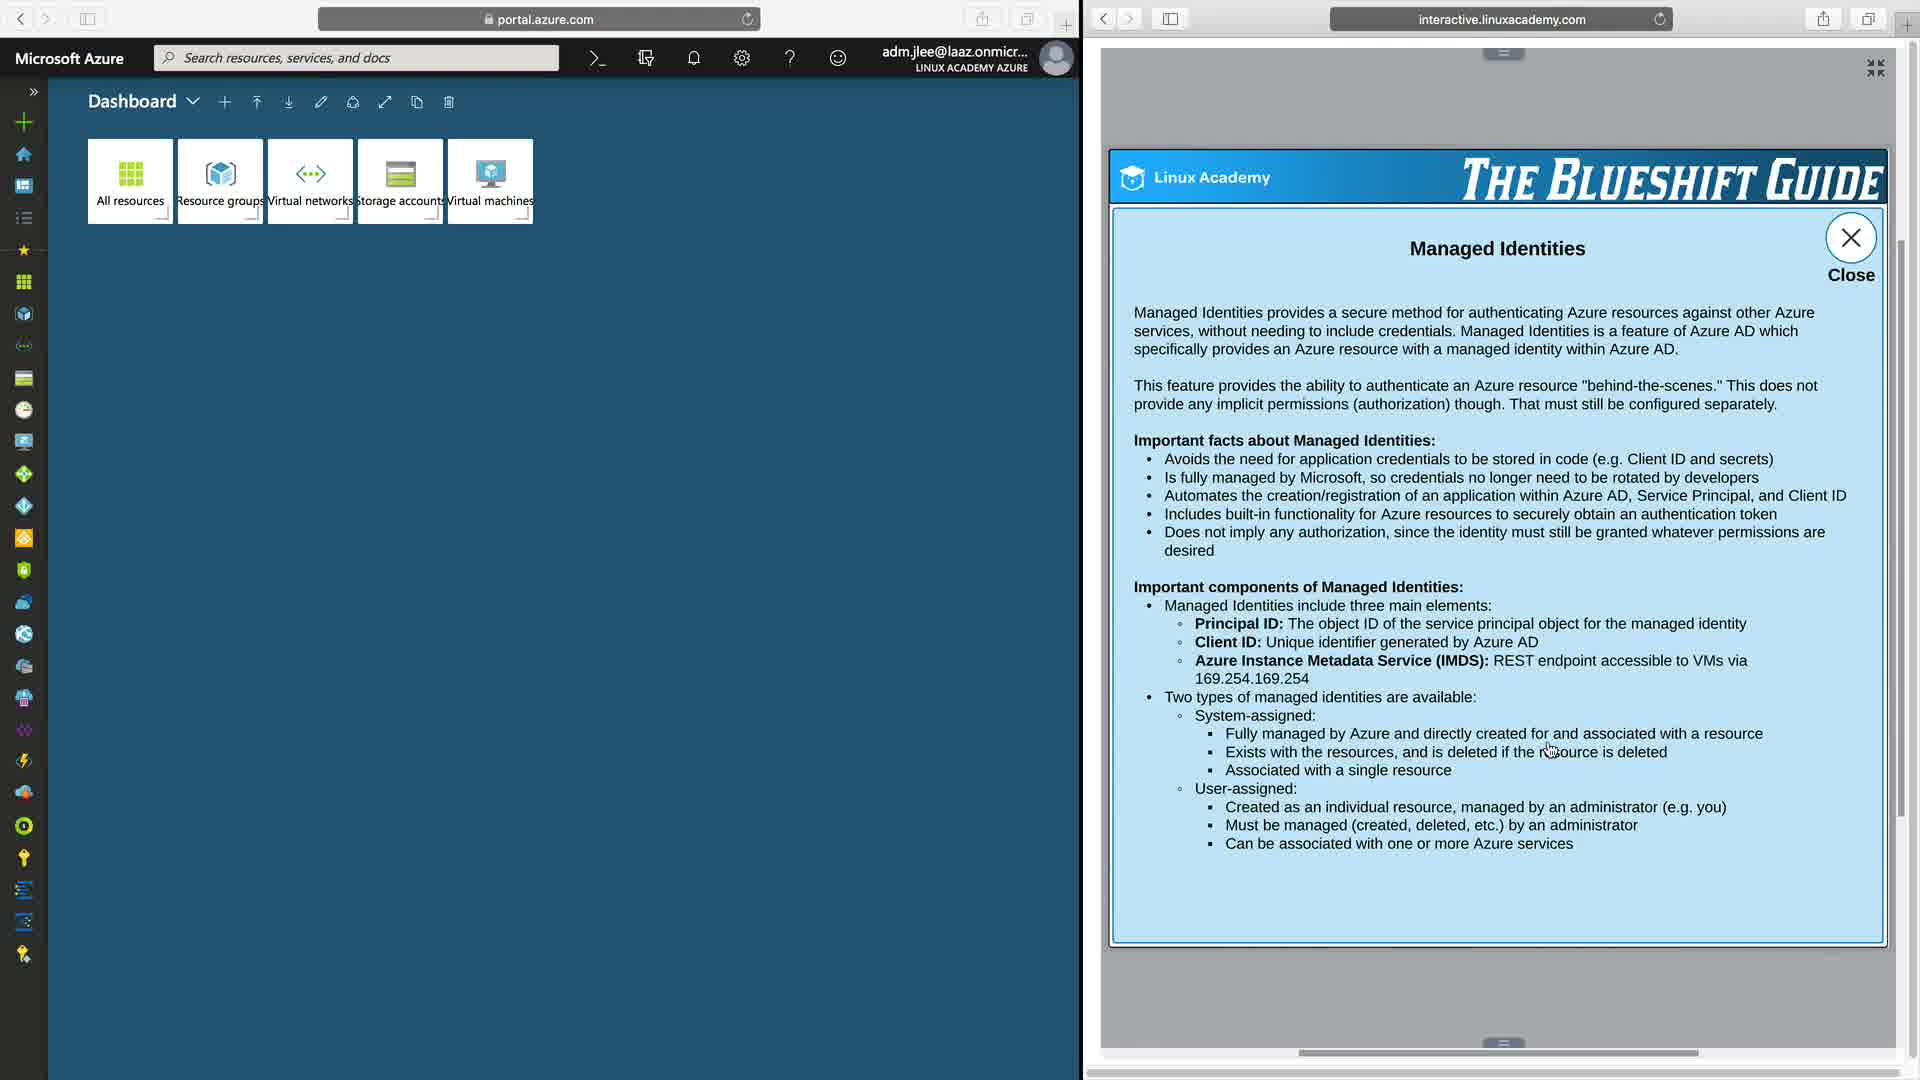 portal.azure.com
Microsoft Azure
Search resources, services, and docs
adm.jlee@laaz.onmicr...
LINUX ACADEMY AZURE
Dashboard
All resources
Resource groups
Virtual networks
Storage accounts
Virtual machines
interactive.linuxacademy.com
Linux Academy
THE BLUESHIFT GUIDE
Managed Identities
Close
Managed Identities provides a secure method for authenticating Azure resources against other Azure
services, without needing to include credentials. Managed Identities is a feature of Azure AD which
specifically provides an Azure resource with a managed identity within Azure AD.
This feature provides the ability to authenticate an Azure resource "behind-the-scenes." This does not
provide any implicit permissions (authorization) though. That must still be configured separately.
Important facts about Managed Identities:
• Avoids the need for application credentials to be stored in code (e.g. Client ID and secrets)
• Is fully managed by Microsoft, so credentials no longer need to be rotated by developers
• Automates the creation/registration of an application within Azure AD, Service Principal, and Client ID
• Includes built-in functionality for Azure resources to securely obtain an authentication token
• Does not imply any authorization, since the identity must still be granted whatever permissions are
desired
Important components of Managed Identities:
• Managed Identities include three main elements:
◦ Principal ID: The object ID of the service principal object for the managed identity
◦ Client ID: Unique identifier generated by Azure AD
◦ Azure Instance Metadata Service (IMDS): REST endpoint accessible to VMs via
169.254.169.254
• Two types of managed identities are available:
◦ System-assigned:
▪ Fully managed by Azure and directly created for and associated with a resource
▪ Exists with the resources, and is deleted if the resource is deleted
▪ Associated with a single resource
◦ User-assigned:
▪ Created as an individual resource, managed by an administrator (e.g. you)
▪ Must be managed (created, deleted, etc.) by an administrator
▪ Can be associated with one or more Azure services